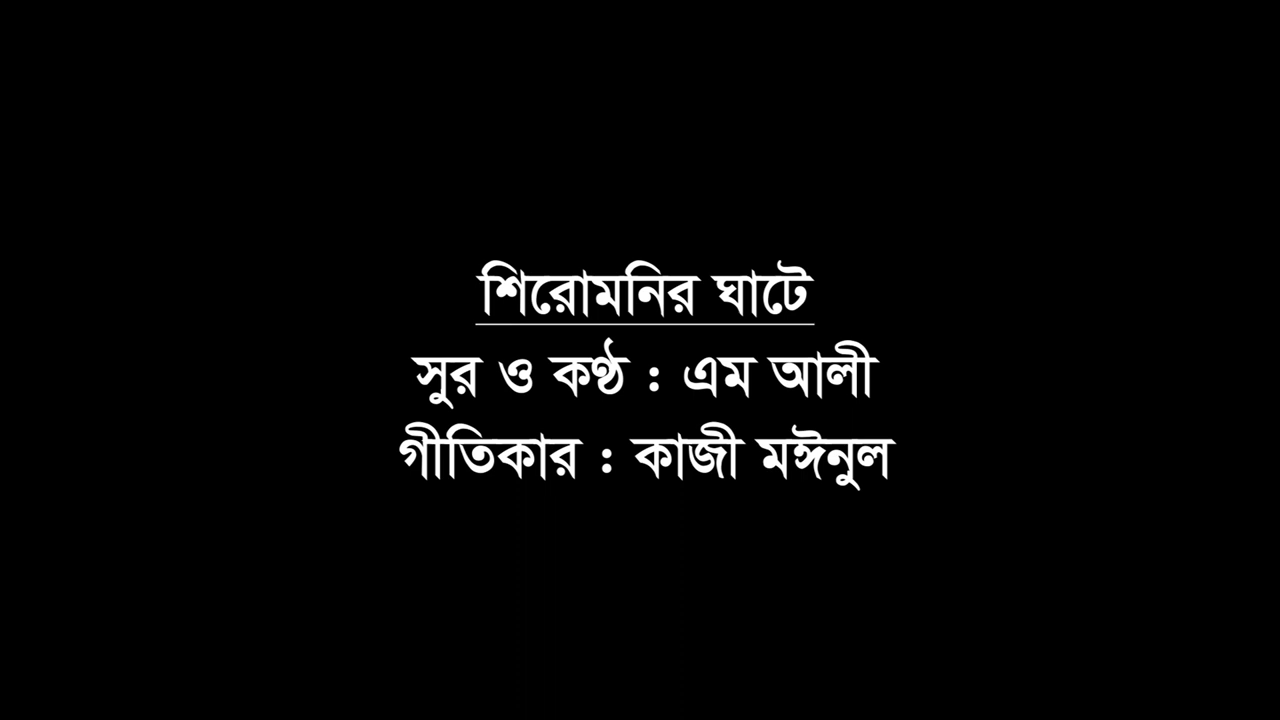 শিরোমনির ঘাটে
সুর ও কণ্ঠ : এম আলী
গীতিকার : কাজী মঈনুল